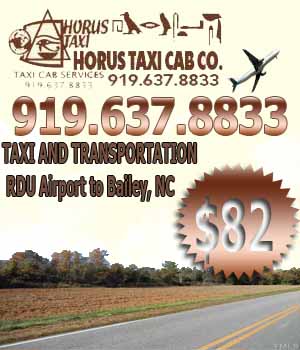 HORUS
TAXI
TAXI CAB SERVICES
919.637.8833
HORUS TAXI CAB CO.
919.637.8833
919.637.8833
TAXI AND TRANSPORTATION
RDU Airport to Bailey, NC
$82